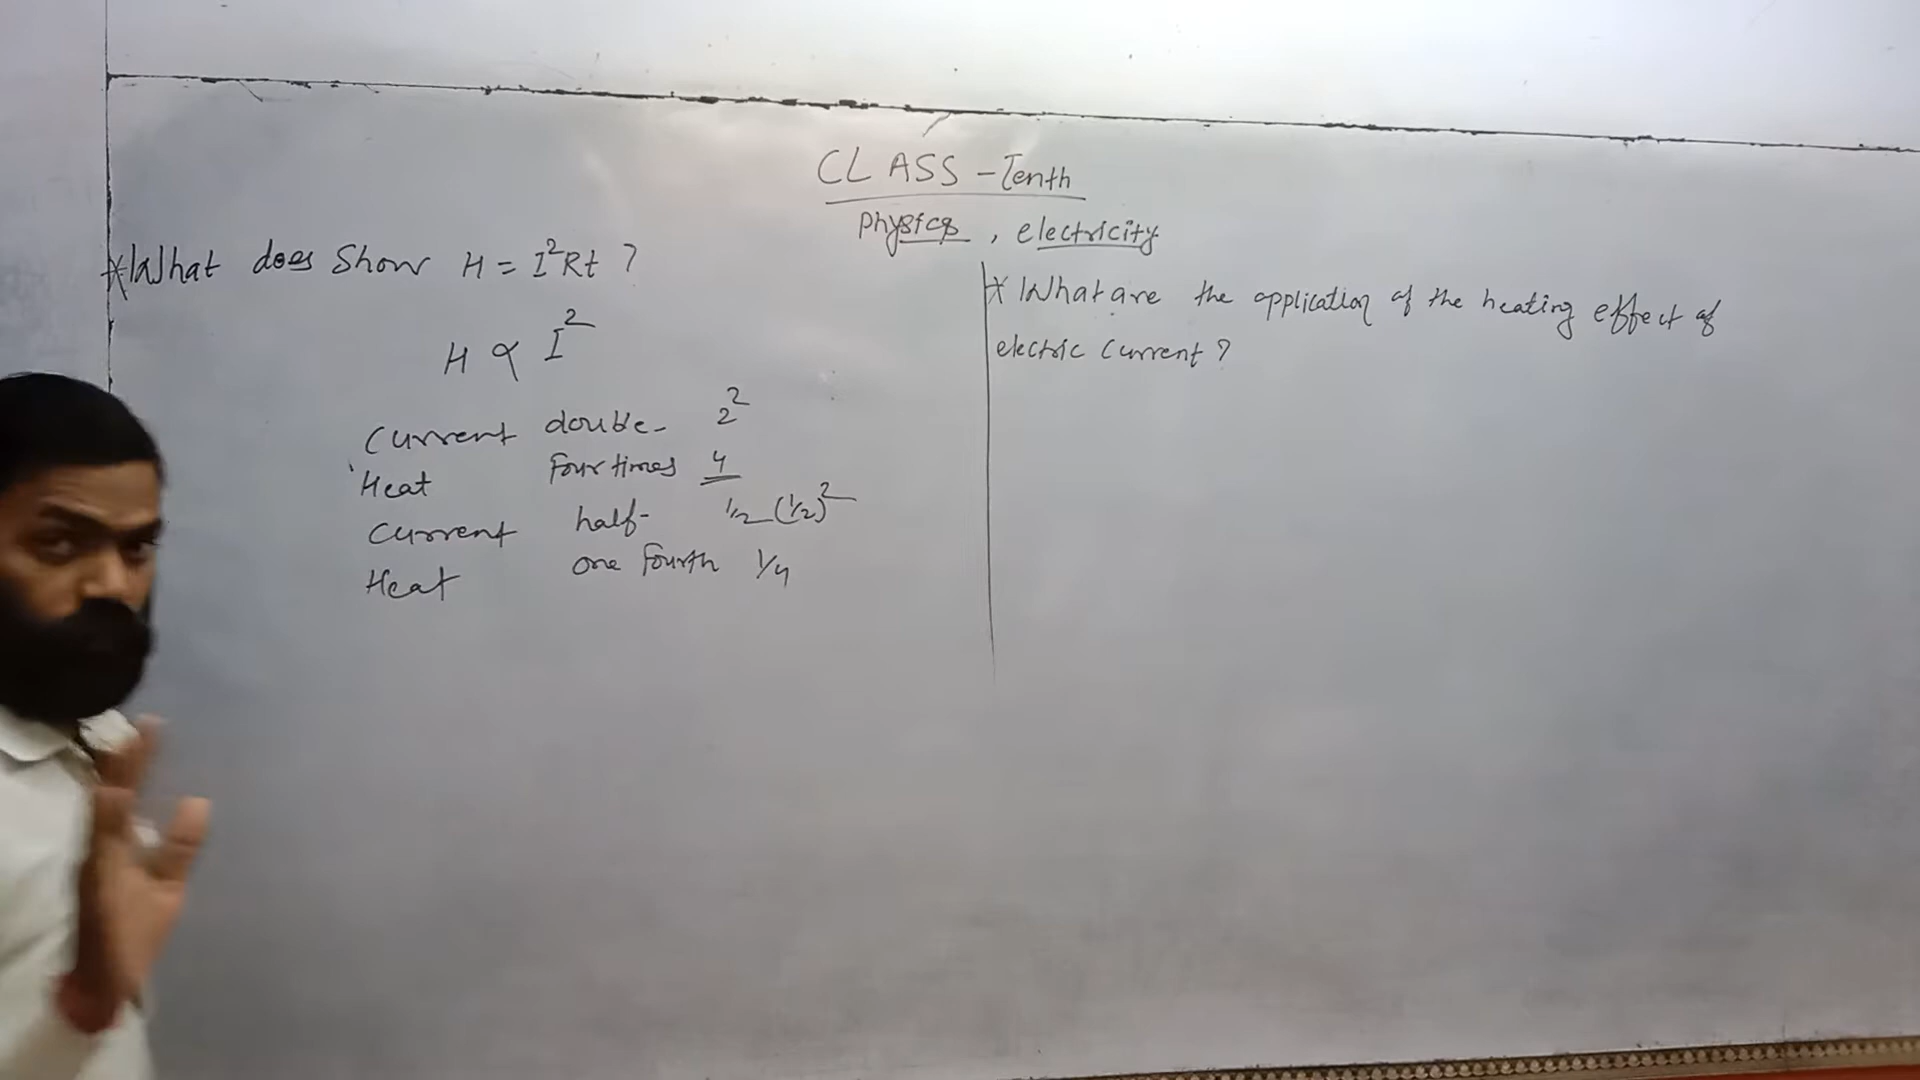 CLASS - Tenth
Physics, electricity
* What does Show H = I²Rt ?
H ∝ I²
Current double - 2²
Heat Four times 4
Current half - 1/2 (1/2)²
Heat one fourth 1/4
* What are the application of the heating effect of
electric current ?